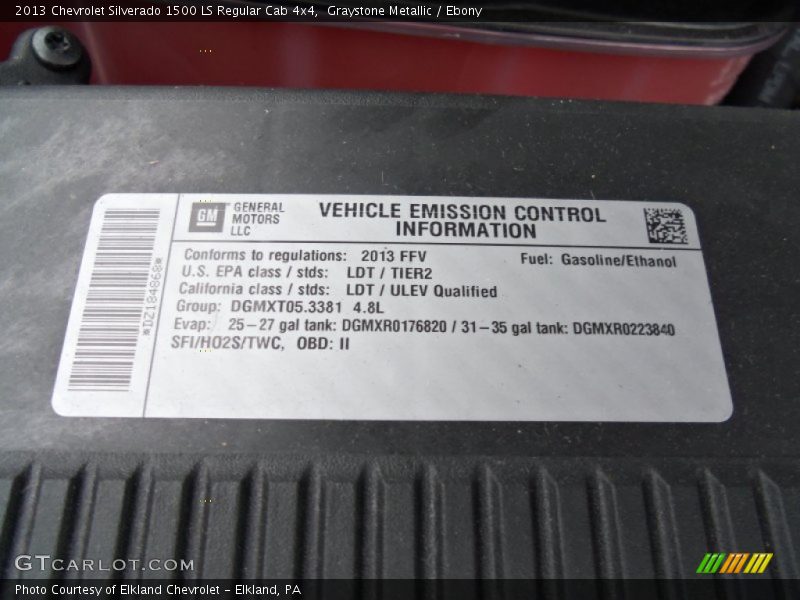 2013 Chevrolet Silverado 1500 LS Regular Cab 4x4,  Graystone Metallic / Ebony
GM
GENERAL
MOTORS
LLC
VEHICLE EMISSION CONTROL
INFORMATION
*DZ184868*
Conforms to regulations: 2013 FFV
Fuel: Gasoline/Ethanol
U.S. EPA class / stds: LDT / TIER2
California class / stds: LDT / ULEV Qualified
Group: DGMXT05.3381 4.8L
Evap: 25-27 gal tank: DGMXR0176820 / 31-35 gal tank: DGMXR0223840
SFI/HO2S/TWC, OBD: II
GTCarlot.com
Photo Courtesy of Elkland Chevrolet - Elkland, PA